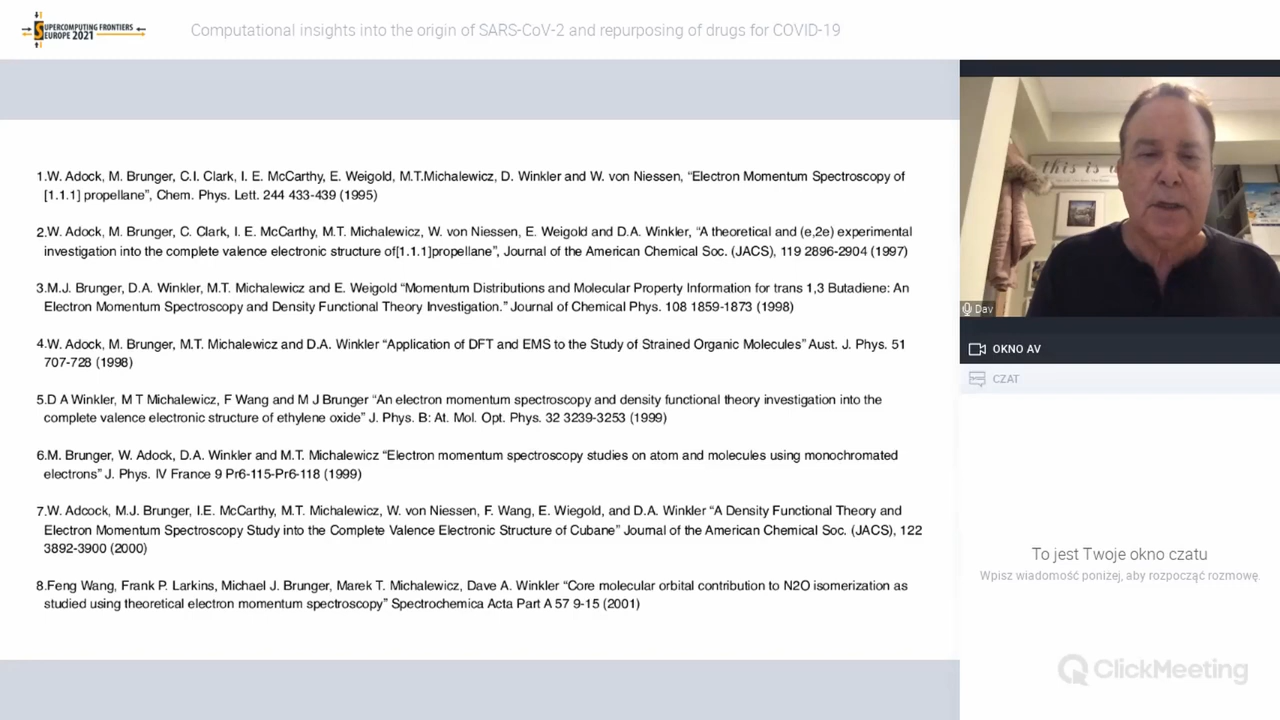 SUPERCOMPUTING FRONTIERS
EUROPE 2021
Computational insights into the origin of SARS-CoV-2 and repurposing of drugs for COVID-19
1.W. Adock, M. Brunger, C.I. Clark, I. E. McCarthy, E. Weigold, M.T.Michalewicz, D. Winkler and W. von Niessen, “Electron Momentum Spectroscopy of
[1.1.1] propellane”, Chem. Phys. Lett. 244 433-439 (1995)
2.W. Adock, M. Brunger, C. Clark, I. E. McCarthy, M.T. Michalewicz, W. von Niessen, E. Weigold and D.A. Winkler, “A theoretical and (e,2e) experimental
investigation into the complete valence electronic structure of[1.1.1]propellane”, Journal of the American Chemical Soc. (JACS), 119 2896-2904 (1997)
3.M.J. Brunger, D.A. Winkler, M.T. Michalewicz and E. Weigold “Momentum Distributions and Molecular Property Information for trans 1,3 Butadiene: An
Electron Momentum Spectroscopy and Density Functional Theory Investigation.” Journal of Chemical Phys. 108 1859-1873 (1998)
4.W. Adock, M. Brunger, M.T. Michalewicz and D.A. Winkler “Application of DFT and EMS to the Study of Strained Organic Molecules” Aust. J. Phys. 51
707-728 (1998)
5.D A Winkler, M T Michalewicz, F Wang and M J Brunger “An electron momentum spectroscopy and density functional theory investigation into the
complete valence electronic structure of ethylene oxide” J. Phys. B: At. Mol. Opt. Phys. 32 3239-3253 (1999)
6.M. Brunger, W. Adock, D.A. Winkler and M.T. Michalewicz “Electron momentum spectroscopy studies on atom and molecules using monochromated
electrons” J. Phys. IV France 9 Pr6-115-Pr6-118 (1999)
7.W. Adcock, M.J. Brunger, I.E. McCarthy, M.T. Michalewicz, W. von Niessen, F. Wang, E. Wiegold, and D.A. Winkler “A Density Functional Theory and
Electron Momentum Spectroscopy Study into the Complete Valence Electronic Structure of Cubane” Journal of the American Chemical Soc. (JACS), 122
3892-3900 (2000)
8.Feng Wang, Frank P. Larkins, Michael J. Brunger, Marek T. Michalewicz, Dave A. Winkler “Core molecular orbital contribution to N2O isomerization as
studied using theoretical electron momentum spectroscopy” Spectrochemica Acta Part A 57 9-15 (2001)
this is
Dav
OKNO AV
CZAT
To jest Twoje okno czatu
Wpisz wiadomość poniżej, aby rozpocząć rozmowę.
ClickMeeting